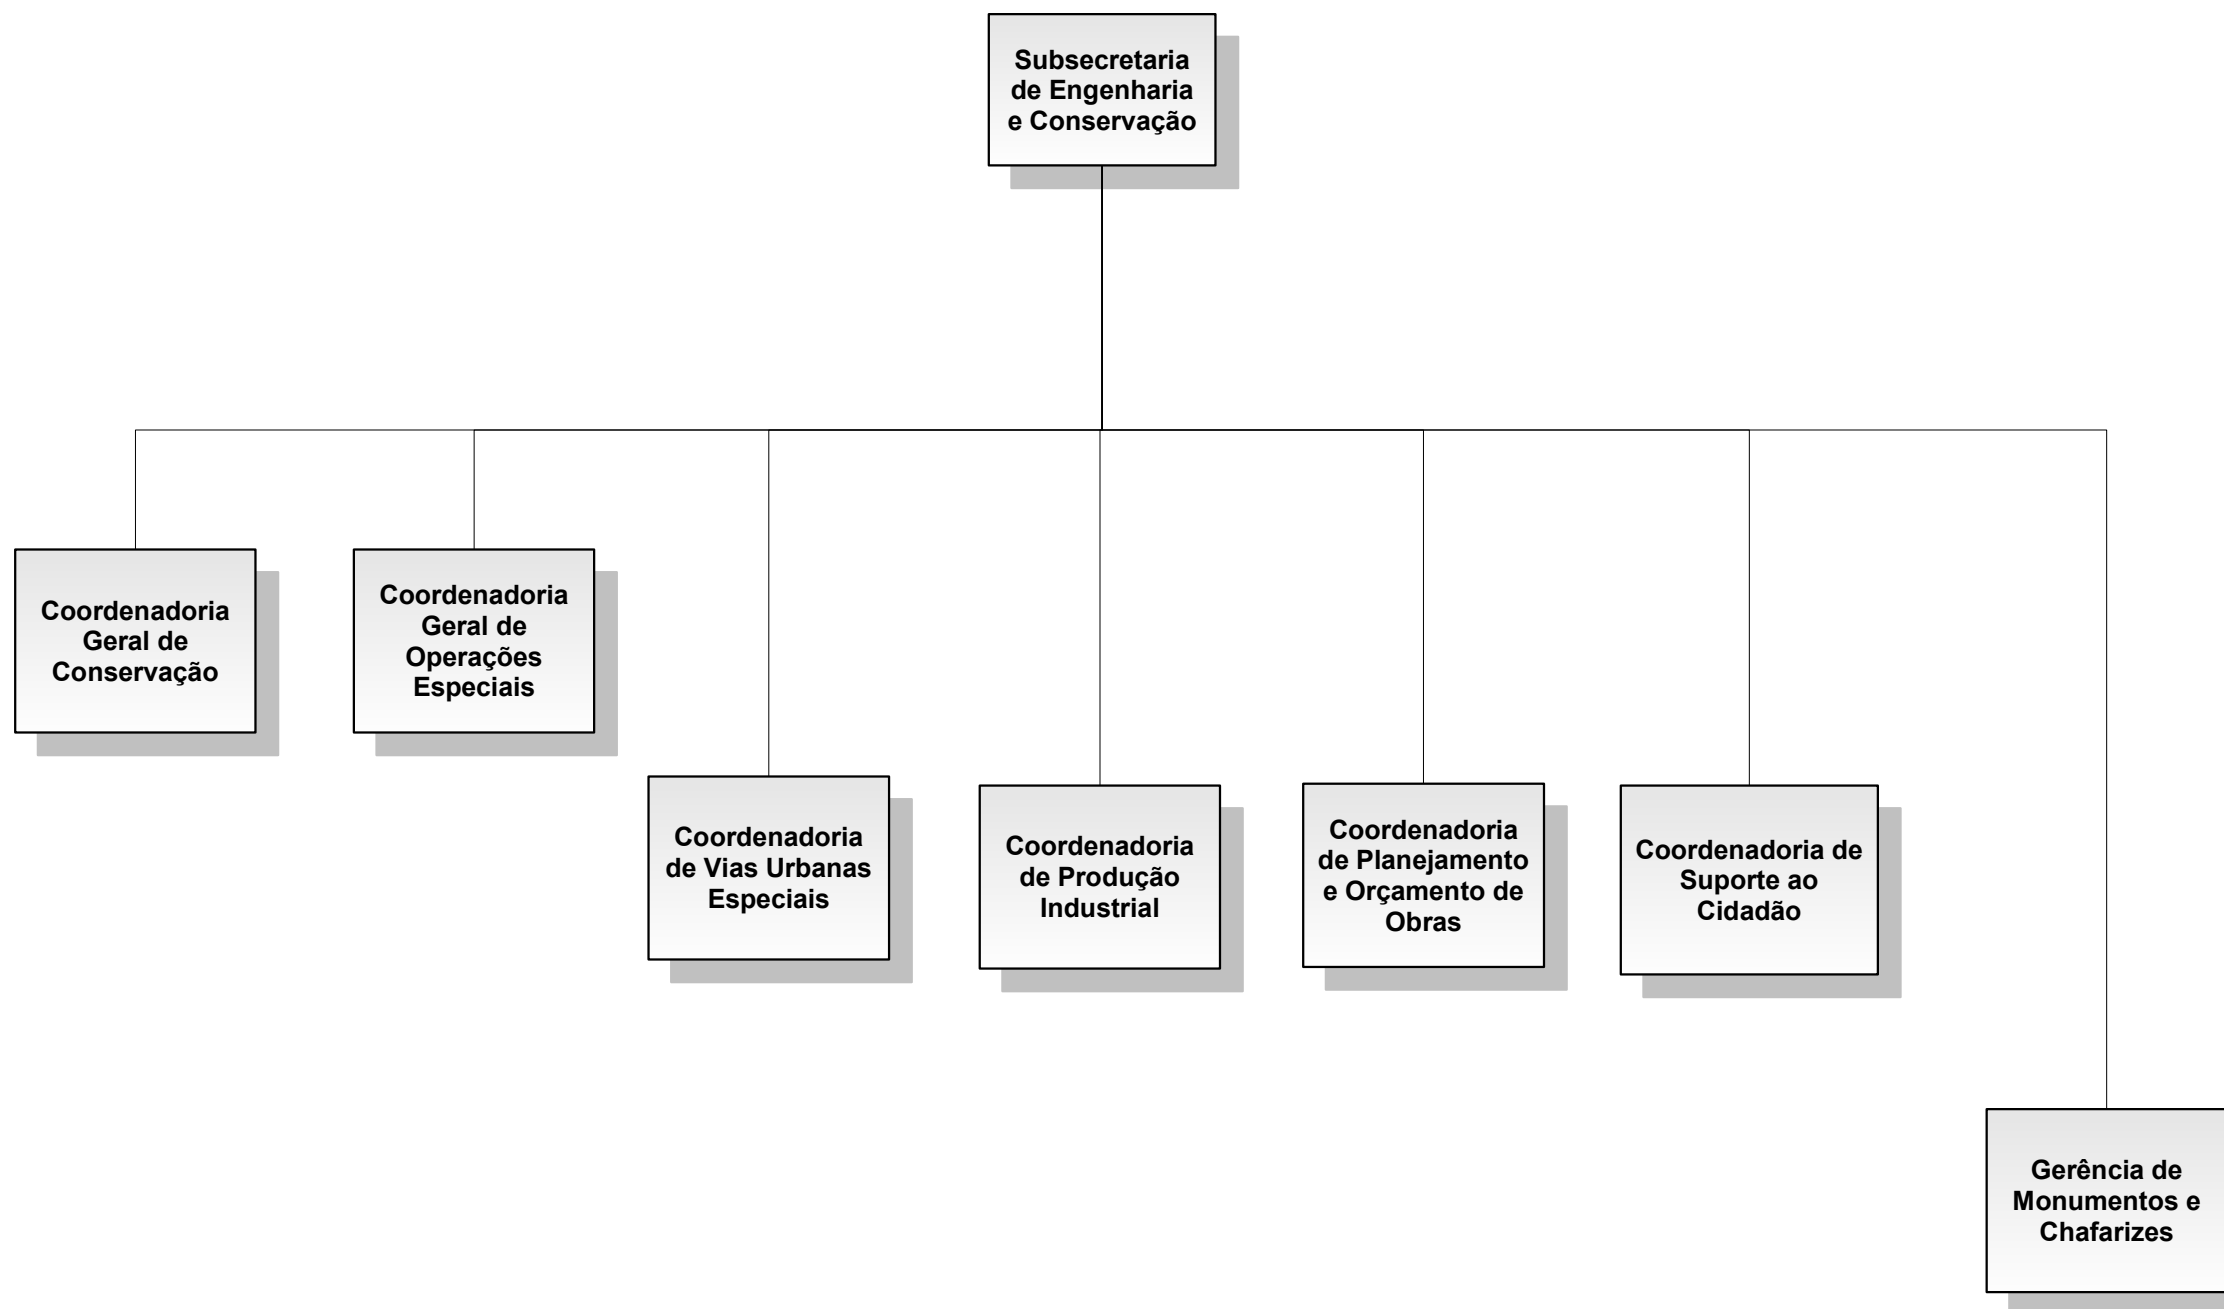 Subsecretaria
de Engenharia
e Conservação
Coordenadoria
Geral de
Conservação
Coordenadoria
Geral de
Operações
Especiais
Coordenadoria
de Vias Urbanas
Especiais
Coordenadoria
de Produção
Industrial
Coordenadoria
de Planejamento
e Orçamento de
Obras
Coordenadoria de
Suporte ao
Cidadão
Gerência de
Monumentos e
Chafarizes